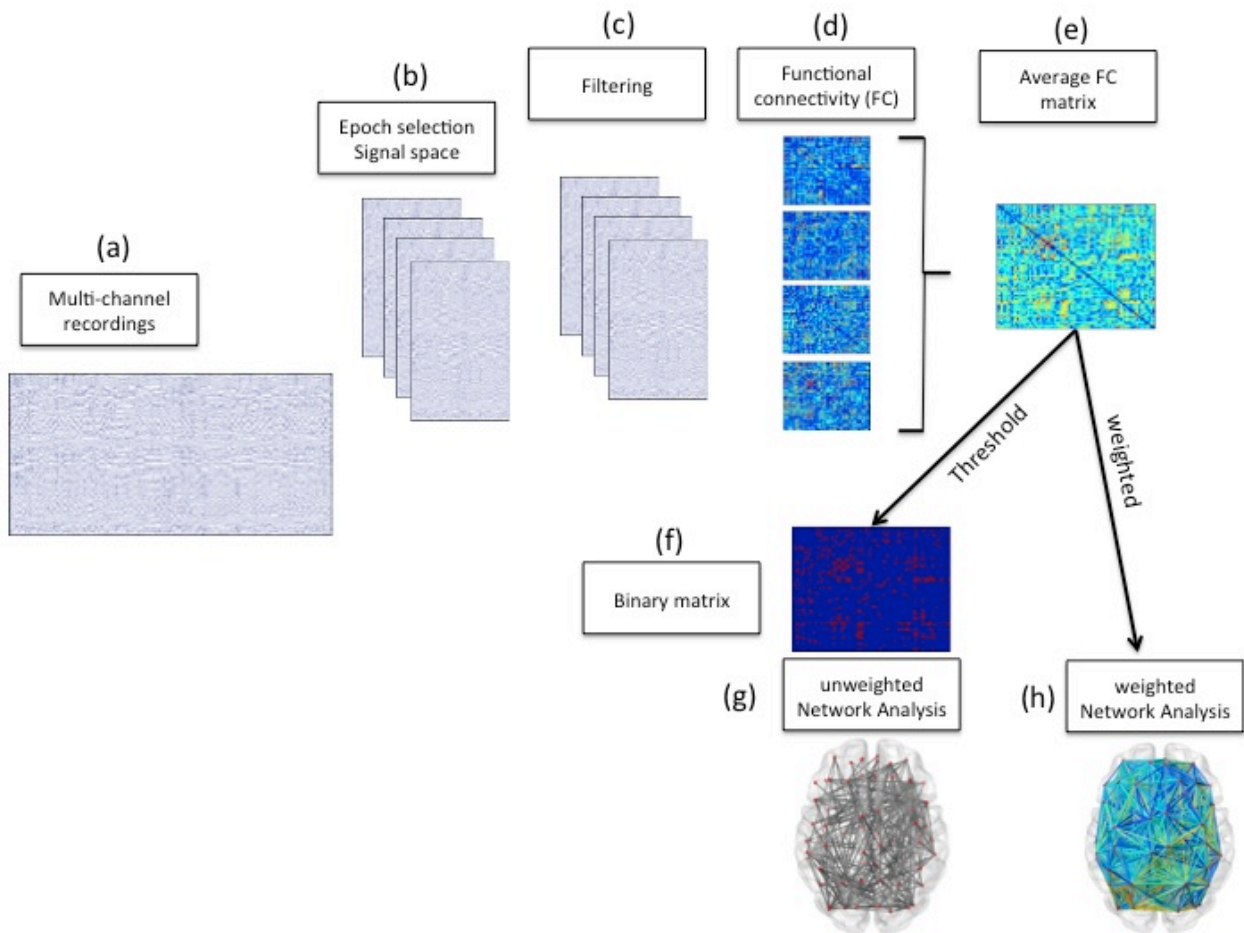 (a)
Multi-channel
recordings
(b)
Epoch selection
Signal space
(c)
Filtering
(d)
Functional
connectivity (FC)
(e)
Average FC
matrix
Threshold
weighted
(f)
Binary matrix
(g)
unweighted
Network Analysis
(h)
weighted
Network Analysis